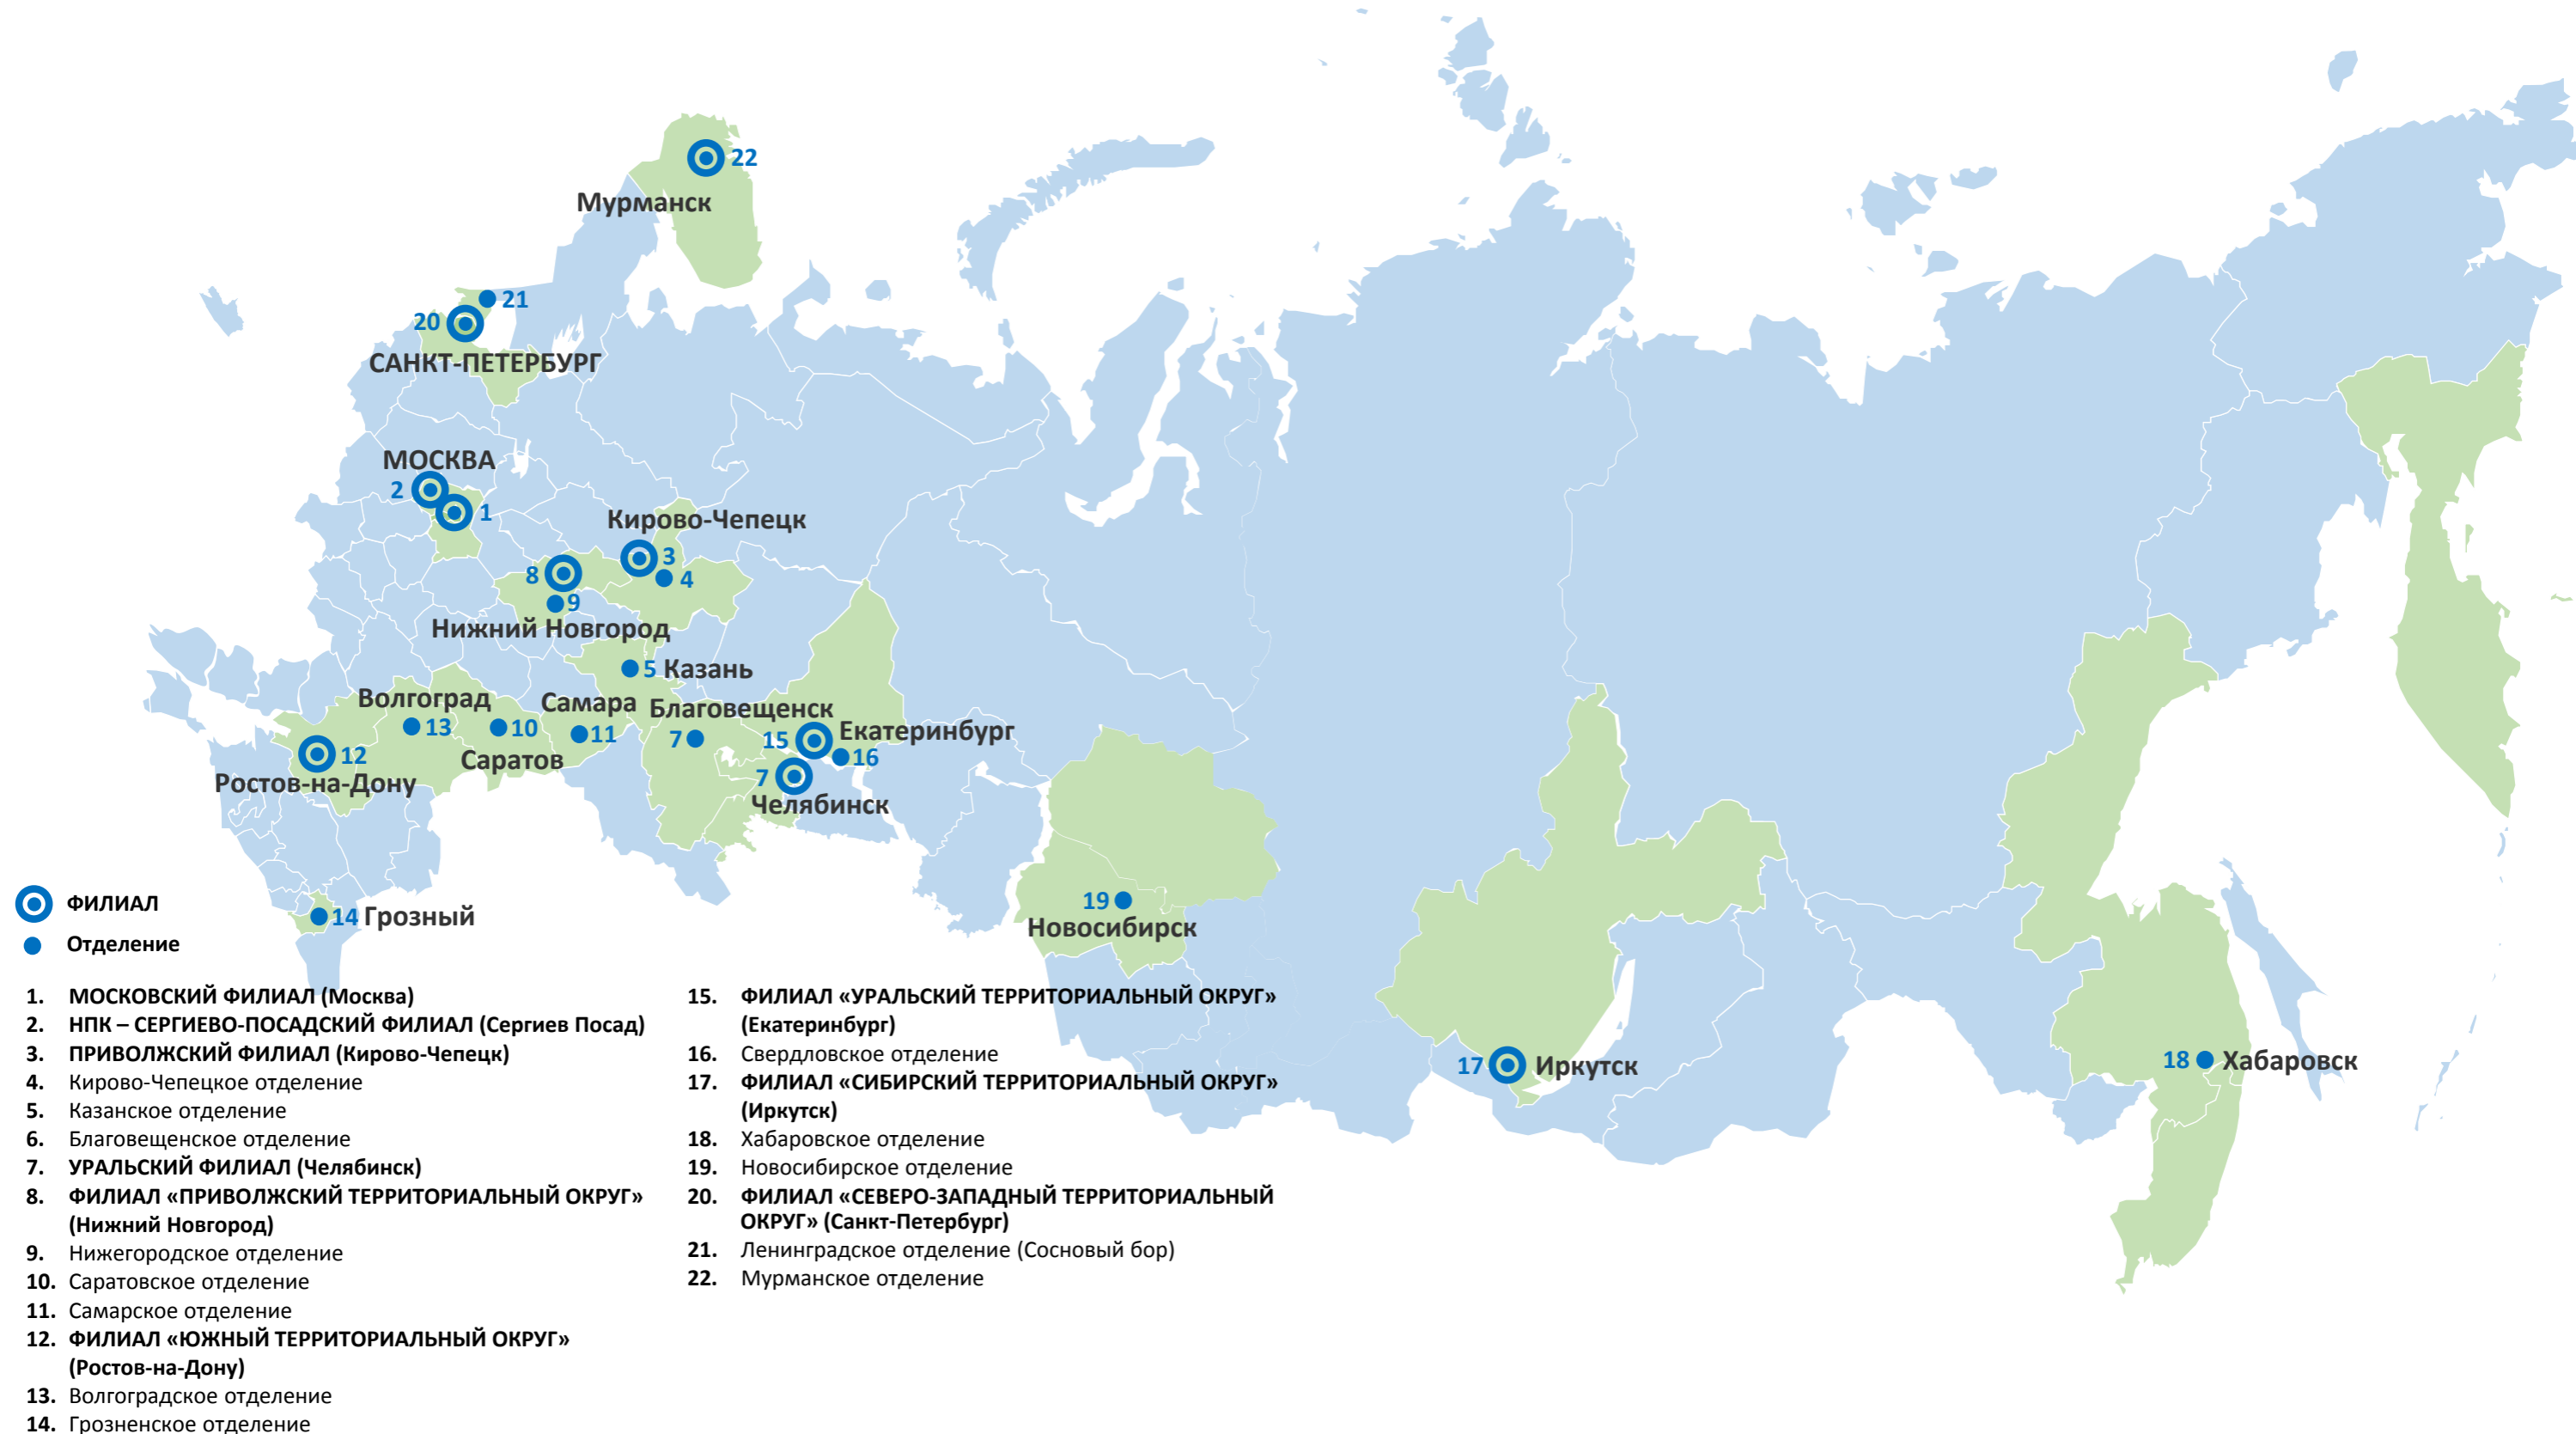 22
Мурманск
21
20
САНКТ-ПЕТЕРБУРГ
МОСКВА
2
1
Кирово-Чепецк
3
8
4
9
Нижний Новгород
5 Казань
Волгоград
Самара
Благовещенск
13
10
11
7
15
Екатеринбург
16
12
Саратов
Ростов-на-Дону
7
Челябинск
19
Новосибирск
14 Грозный
17
Иркутск
18
Хабаровск
ФИЛИАЛ
Отделение
1. МОСКОВСКИЙ ФИЛИАЛ (Москва)
2. НПК – СЕРГИЕВО-ПОСАДСКИЙ ФИЛИАЛ (Сергиев Посад)
3. ПРИВОЛЖСКИЙ ФИЛИАЛ (Кирово-Чепецк)
4. Кирово-Чепецкое отделение
5. Казанское отделение
6. Благовещенское отделение
7. УРАЛЬСКИЙ ФИЛИАЛ (Челябинск)
8. ФИЛИАЛ «ПРИВОЛЖСКИЙ ТЕРРИТОРИАЛЬНЫЙ ОКРУГ»
(Нижний Новгород)
9. Нижегородское отделение
10. Саратовское отделение
11. Самарское отделение
12. ФИЛИАЛ «ЮЖНЫЙ ТЕРРИТОРИАЛЬНЫЙ ОКРУГ»
(Ростов-на-Дону)
13. Волгоградское отделение
14. Грозненское отделение
15. ФИЛИАЛ «УРАЛЬСКИЙ ТЕРРИТОРИАЛЬНЫЙ ОКРУГ»
(Екатеринбург)
16. Свердловское отделение
17. ФИЛИАЛ «СИБИРСКИЙ ТЕРРИТОРИАЛЬНЫЙ ОКРУГ»
(Иркутск)
18. Хабаровское отделение
19. Новосибирское отделение
20. ФИЛИАЛ «СЕВЕРО-ЗАПАДНЫЙ ТЕРРИТОРИАЛЬНЫЙ
ОКРУГ» (Санкт-Петербург)
21. Ленинградское отделение (Сосновый бор)
22. Мурманское отделение